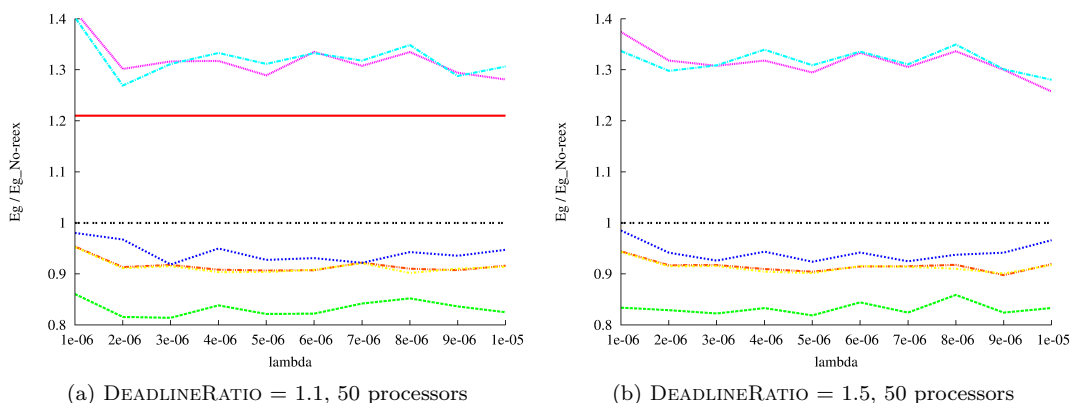 1.4
1.3
1.2
1.1
1
0.9
0.8
Eg / Eg_No-reex
1e-06 2e-06 3e-06 4e-06 5e-06 6e-06 7e-06 8e-06 9e-06 1e-05
lambda
(a) DEADLINERATIO = 1.1, 50 processors
1.4
1.3
1.2
1.1
1
0.9
0.8
Eg / Eg_No-reex
1e-06 2e-06 3e-06 4e-06 5e-06 6e-06 7e-06 8e-06 9e-06 1e-05
lambda
(b) DEADLINERATIO = 1.5, 50 processors